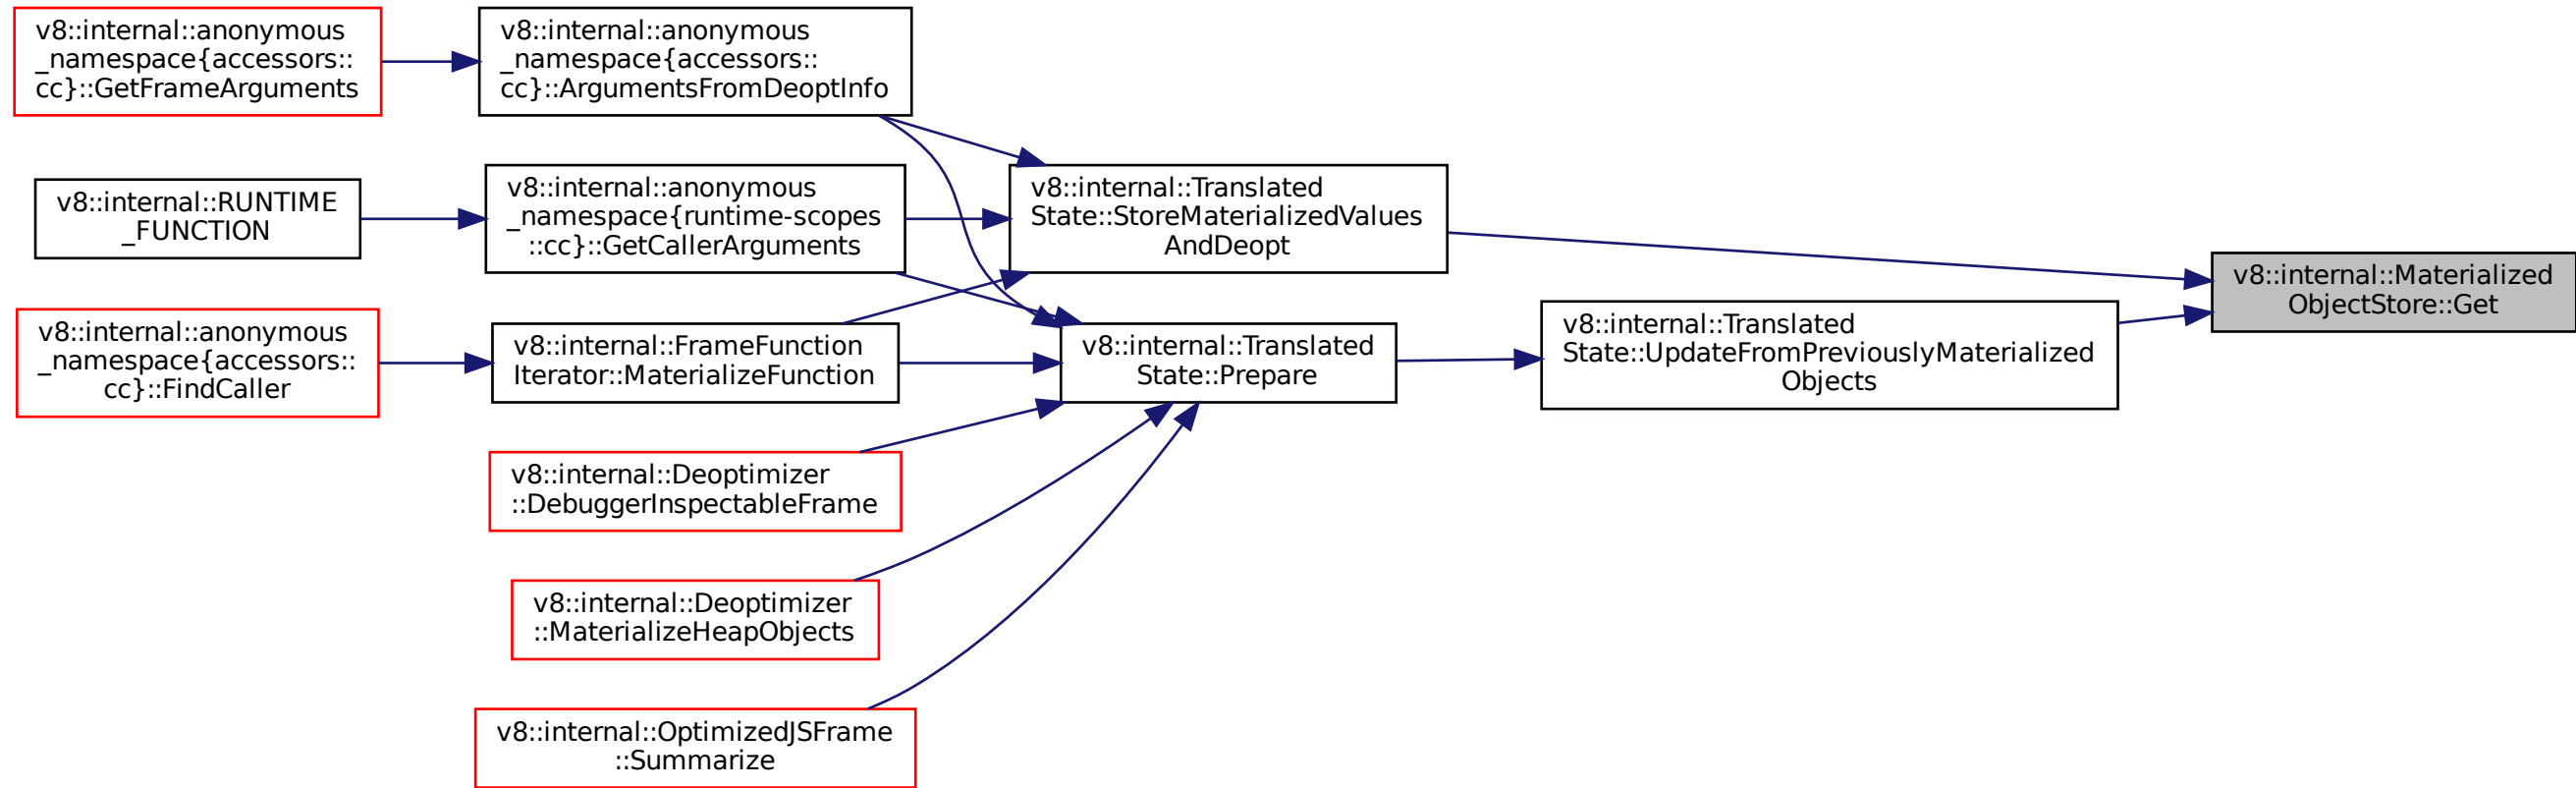 v8::internal::anonymous
_namespace{accessors::
cc}::GetFrameArguments
v8::internal::anonymous
_namespace{accessors::
cc}::ArgumentsFromDeoptInfo
v8::internal::RUNTIME
_FUNCTION
v8::internal::anonymous
_namespace{runtime-scopes
::cc}::GetCallerArguments
v8::internal::Translated
State::StoreMaterializedValues
AndDeopt
v8::internal::Materialized
ObjectStore::Get
v8::internal::anonymous
_namespace{accessors::
cc}::FindCaller
v8::internal::FrameFunction
Iterator::MaterializeFunction
v8::internal::Translated
State::Prepare
v8::internal::Translated
State::UpdateFromPreviouslyMaterialized
Objects
v8::internal::Deoptimizer
::DebuggerInspectableFrame
v8::internal::Deoptimizer
::MaterializeHeapObjects
v8::internal::OptimizedJSFrame
::Summarize